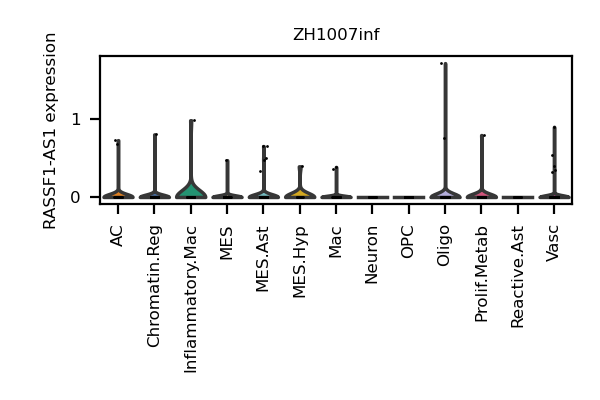 ZH1007inf
RASSF1-AS1 expression
1
0
AC
Chromatin.Reg
Inflammatory.Mac
MES
MES.Ast
MES.Hyp
Mac
Neuron
OPC
Oligo
Prolif.Metab
Reactive.Ast
Vasc